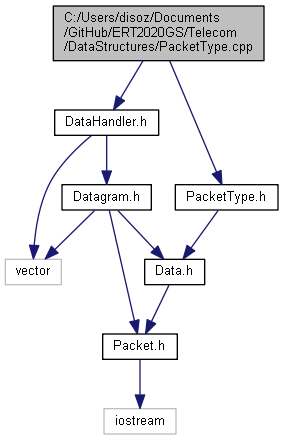 C:/Users/disoz/Documents
/GitHub/ERT2020GS/Telecom
/DataStructures/PacketType.cpp
DataHandler.h
Datagram.h
PacketType.h
vector
Data.h
Packet.h
iostream